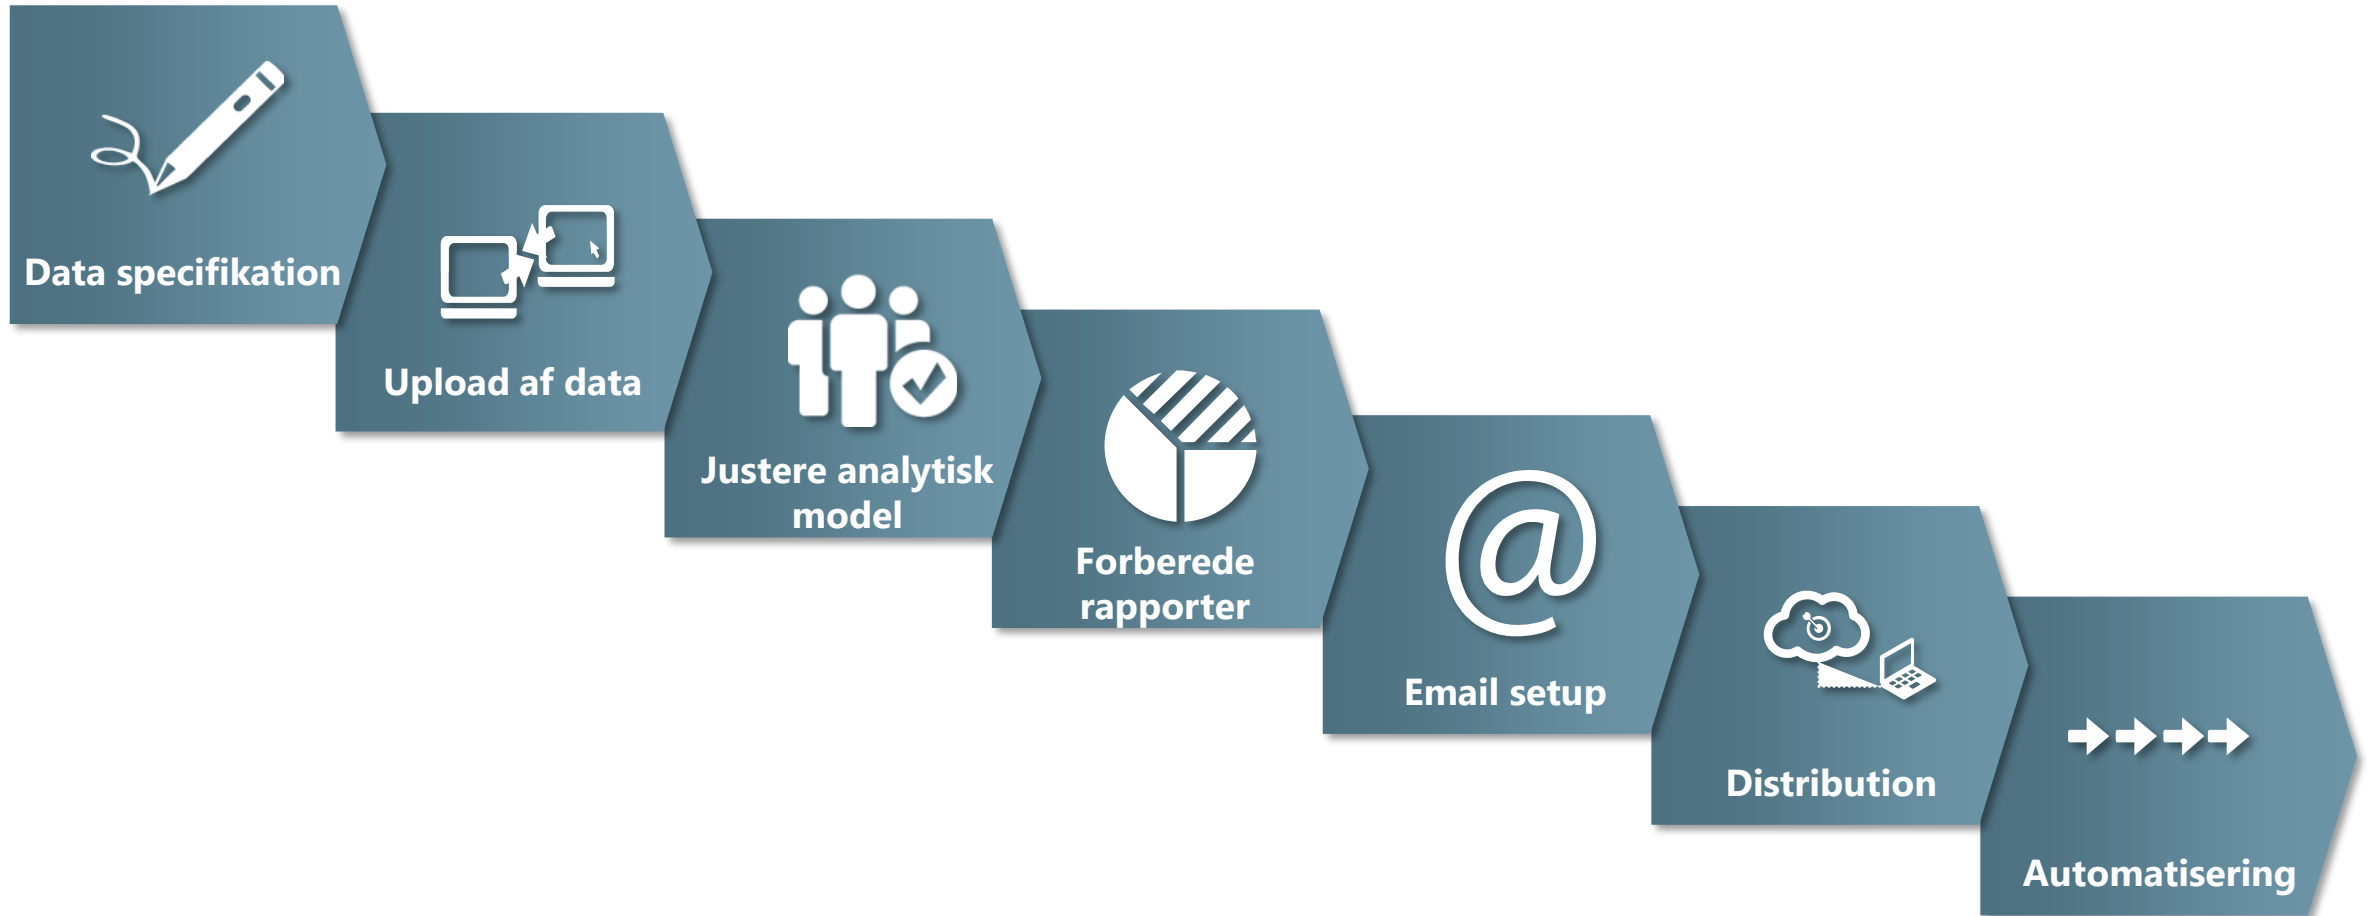 Data specifikation
Upload af data
Justere analytisk
model
Forberede
rapporter
@
Email setup
Distribution
Automatisering